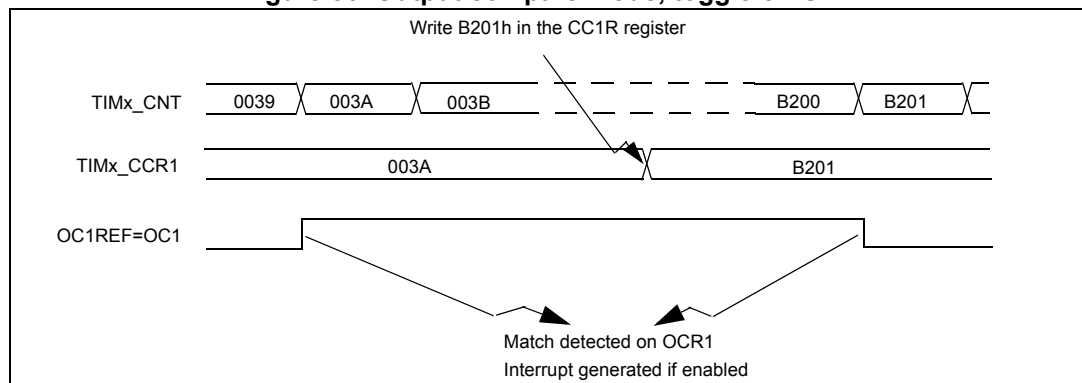 Write B201h in the CC1R register
TIMx_CNT 0039 003A 003B B200 B201
TIMx_CCR1 003A B201
OC1REF=OC1
Match detected on OCR1
Interrupt generated if enabled